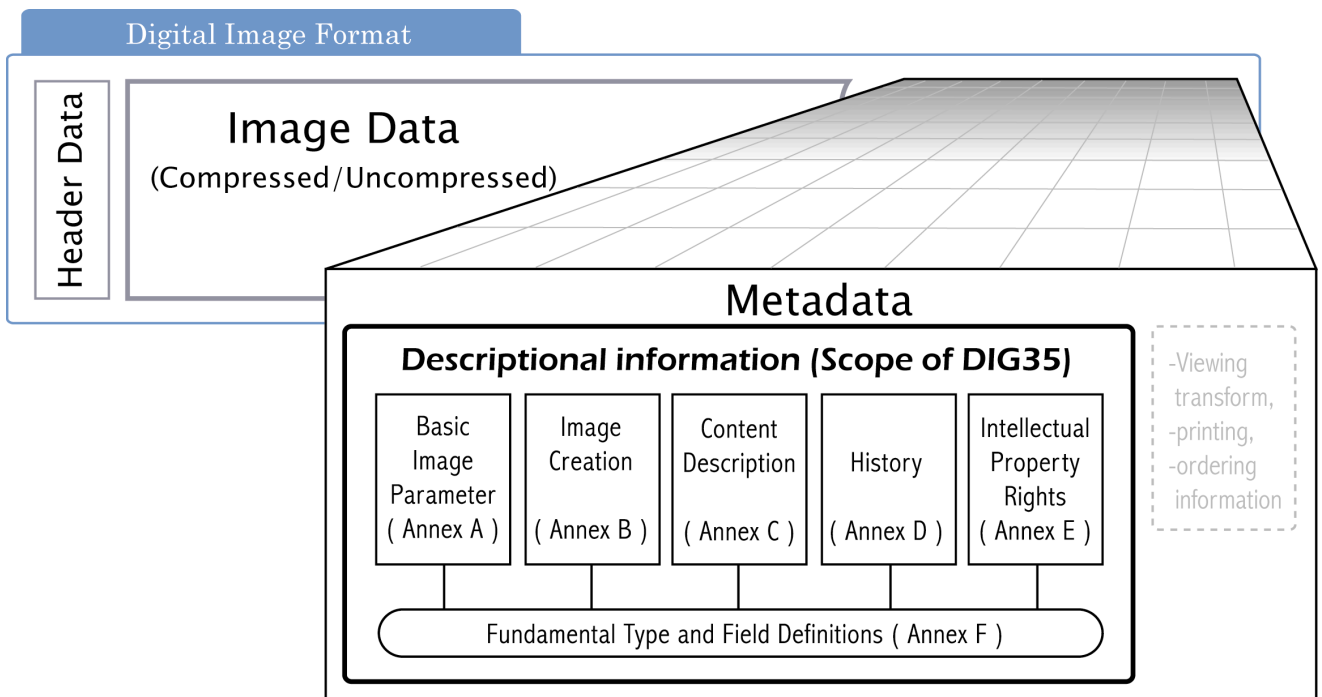 Digital Image Format
Header Data
Image Data
(Compressed/Uncompressed)
Metadata
Descriptional information (Scope of DIG35)
Basic
Image
Parameter
( Annex A )
Image
Creation
( Annex B )
Content
Description
( Annex C )
History
( Annex D )
Intellectual
Property
Rights
( Annex E )
Fundamental Type and Field Definitions ( Annex F )
-Viewing
transform,
-printing,
-ordering
information